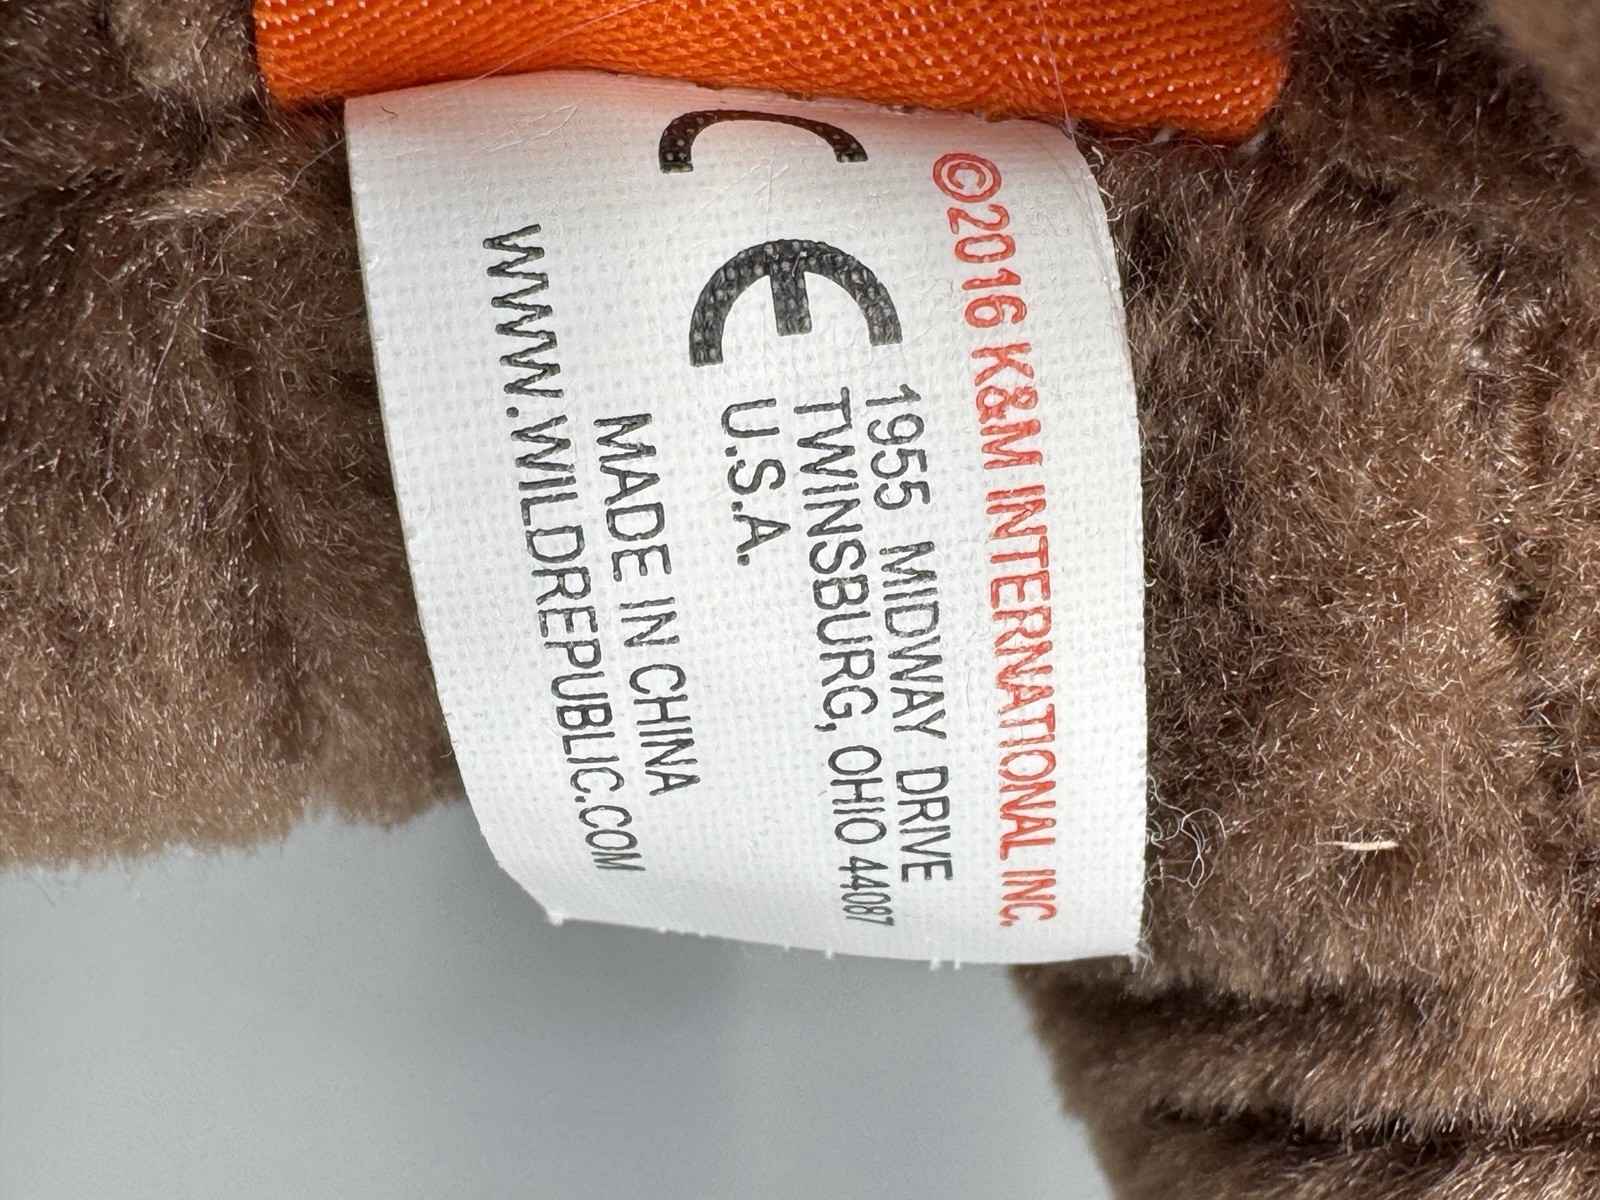 ©2016 K&M INTERNATIONAL INC.
1955 MIDWAY DRIVE
TWINSBURG, OHIO 44087
U.S.A.
CE
MADE IN CHINA
WWW.WILDREPUBLIC.COM